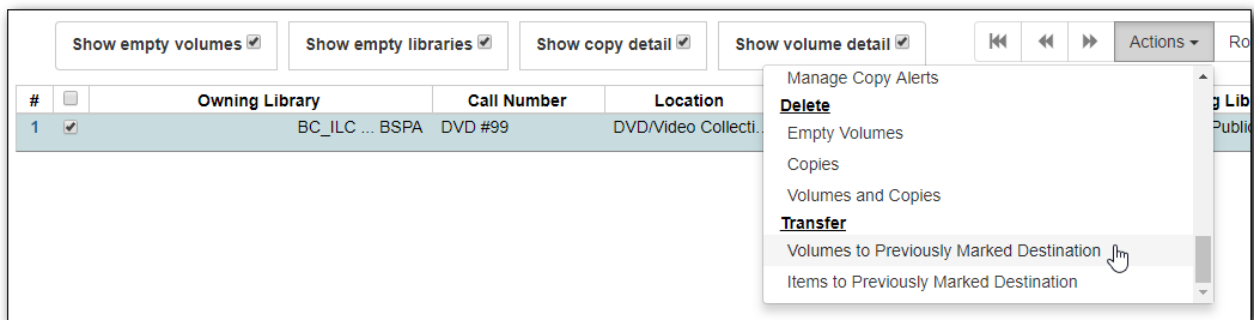 Show empty volumes
Show empty libraries
Show copy detail
Show volume detail
Actions
Ro
# Owning Library Call Number Location g Lib
1 BC_ILC ... BSPA DVD #99 DVD/Video Collecti... Public
Manage Copy Alerts
Delete
Empty Volumes
Copies
Volumes and Copies
Transfer
Volumes to Previously Marked Destination
Items to Previously Marked Destination